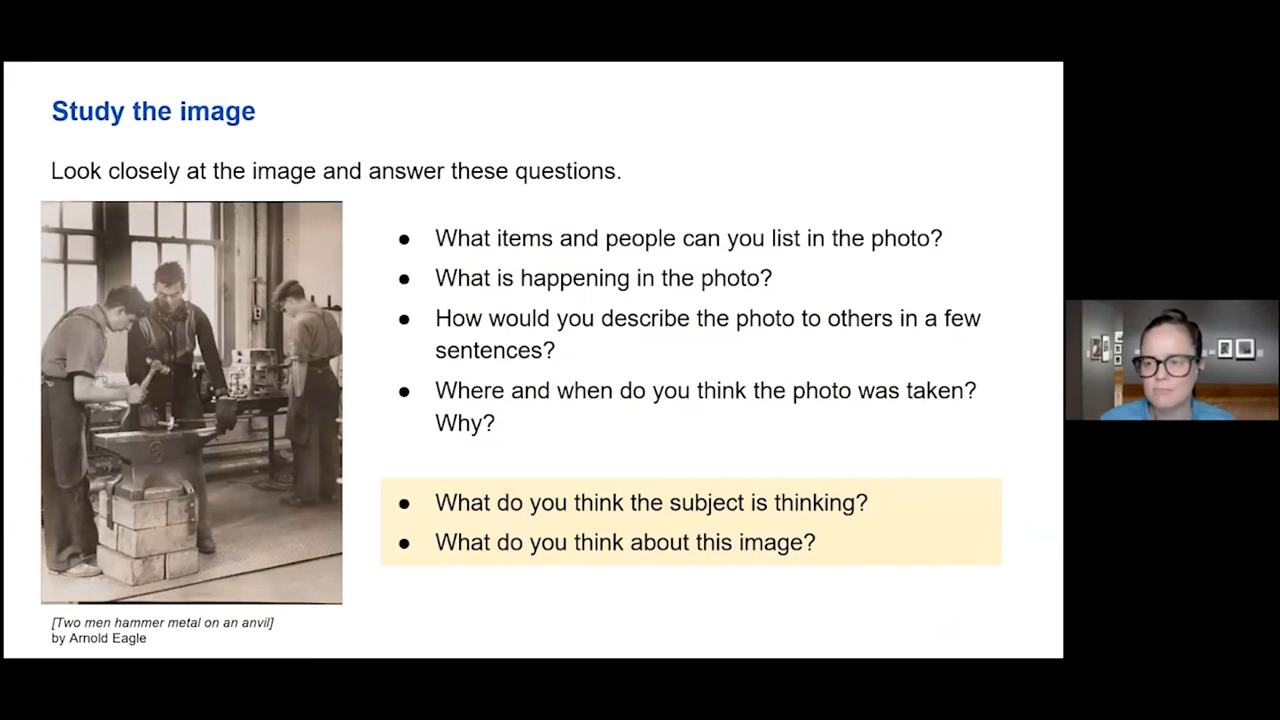 Study the image
Look closely at the image and answer these questions.
● What items and people can you list in the photo?
● What is happening in the photo?
● How would you describe the photo to others in a few
sentences?
● Where and when do you think the photo was taken?
Why?
● What do you think the subject is thinking?
● What do you think about this image?
[Two men hammer metal on an anvil]
by Arnold Eagle